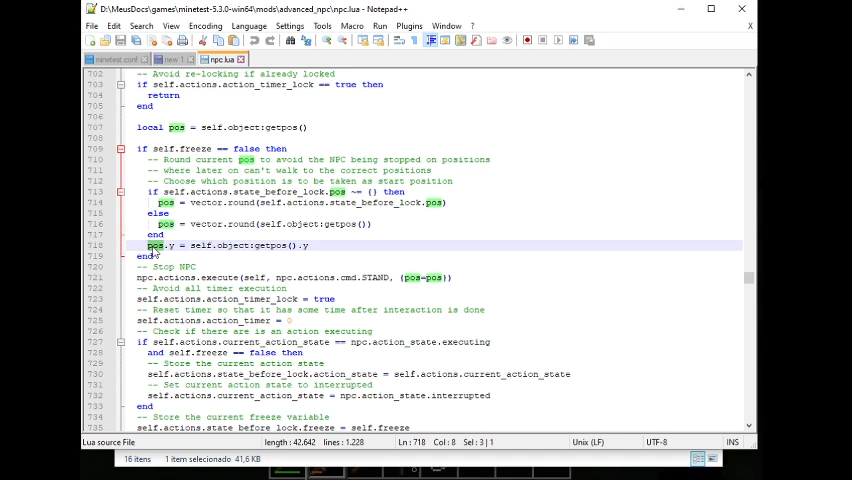 D:\MeusDocs\games\minetest-5.3.0-win64\mods\advanced_npc\npc.lua - Notepad++
File Edit Search View Encoding Language Settings Tools Macro Run Plugins Window ? X
minetest.conf new 1 npc.lua
702 -- Avoid re-locking if already locked
703 if self.actions.action_timer_lock == true then
704 return
705 end
706
707 local pos = self.object:getpos()
708
709 if self.freeze == false then
710 -- Round current pos to avoid the NPC being stopped on positions
711 -- where later on can't walk to the correct positions
712 -- Choose which position is to be taken as start position
713 if self.actions.state_before_lock.pos ~= {} then
714 pos = vector.round(self.actions.state_before_lock.pos)
715 else
716 pos = vector.round(self.object:getpos())
717 end
718 pos.y = self.object:getpos().y
719 end
720 -- Stop NPC
721 npc.actions.execute(self, npc.actions.cmd.STAND, {pos=pos})
722 -- Avoid all timer execution
723 self.actions.action_timer_lock = true
724 -- Reset timer so that it has some time after interaction is done
725 self.actions.action_timer = 0
726 -- Check if there are is an action executing
727 if self.actions.current_action_state == npc.action_state.executing
728 and self.freeze == false then
729 -- Store the current action state
730 self.actions.state_before_lock.action_state = self.actions.current_action_state
731 -- Set current action state to interrupted
732 self.actions.current_action_state = npc.action_state.interrupted
733 end
734 -- Store the current freeze variable
735 self.actions.state_before_lock.freeze = self.freeze
Lua source File length : 42.642 lines : 1.228 Ln : 718 Col : 8 Sel : 3 | 1 Unix (LF) UTF-8 INS
16 itens 1 item selecionado 41,6 KB